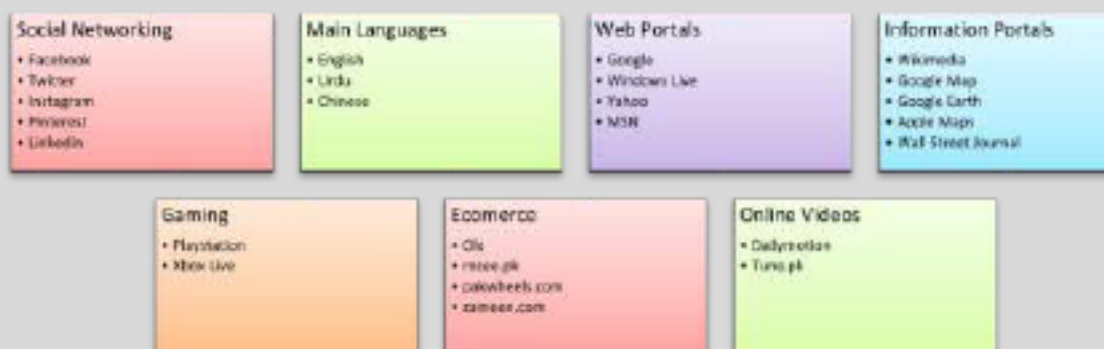 Social Networking
• Facebook
• Twitter
• Instagram
• Pinterest
• LinkedIn
Main Languages
• English
• Urdu
• Chinese
Web Portals
• Google
• Windows Live
• Yahoo
• MSN
Information Portals
• Wikimedia
• Google Map
• Google Earth
• Apple Maps
• Wall Street Journal
Gaming
• Playstation
• Xbox Live
Ecomerce
• Olx
• pakwheels.com
• zameen.com
Online Videos
• Dailymotion
• Tune.pk